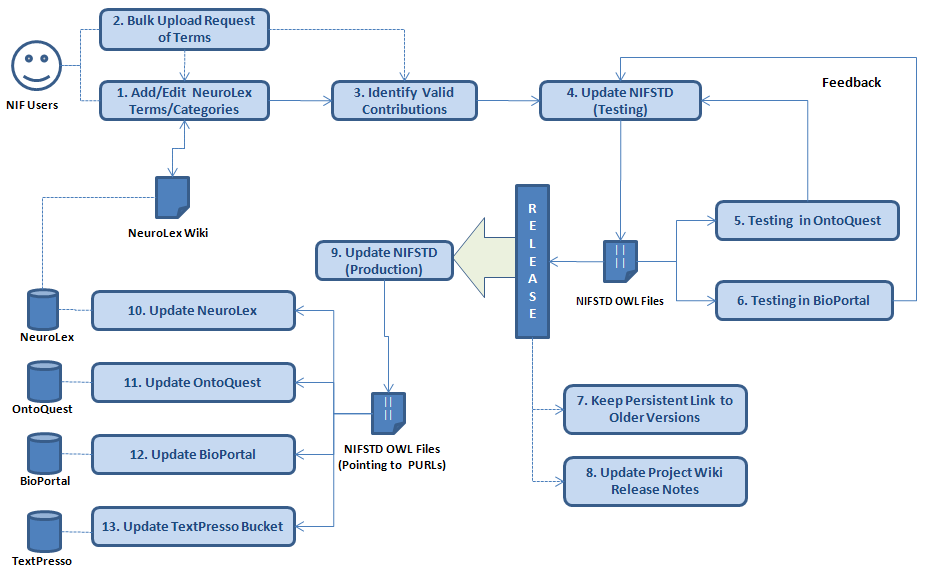 2. Bulk Upload Request
of Terms
NIF Users
1. Add/Edit NeuroLex
Terms/Categories
3. Identify Valid
Contributions
4. Update NIFSTD
(Testing)
Feedback
NeuroLex Wiki
RELEASE
5. Testing in OntoQuest
9. Update NIFSTD
(Production)
NIFSTD OWL Files
6. Testing in BioPortal
10. Update NeuroLex
NeuroLex
11. Update OntoQuest
OntoQuest
7. Keep Persistent Link to
Older Versions
NIFSTD OWL Files
(Pointing to PURLs)
12. Update BioPortal
BioPortal
8. Update Project Wiki
Release Notes
13. Update TextPresso Bucket
TextPresso